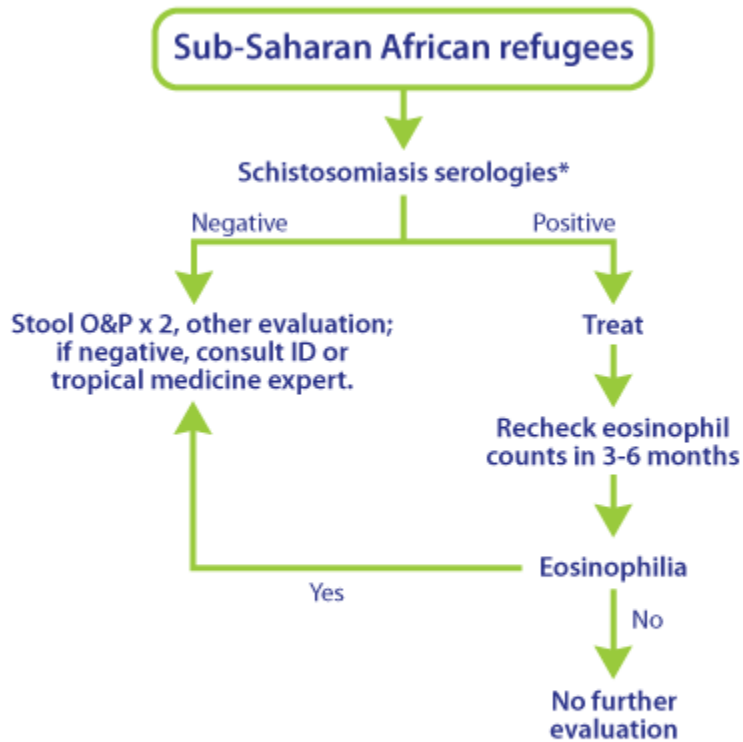 Sub-Saharan African refugees
Schistosomiasis serologies*
Negative
Positive
Stool O&P x 2, other evaluation;
if negative, consult ID or
tropical medicine expert.
Treat
Recheck eosinophil
counts in 3-6 months
Eosinophilia
Yes
No
No further
evaluation